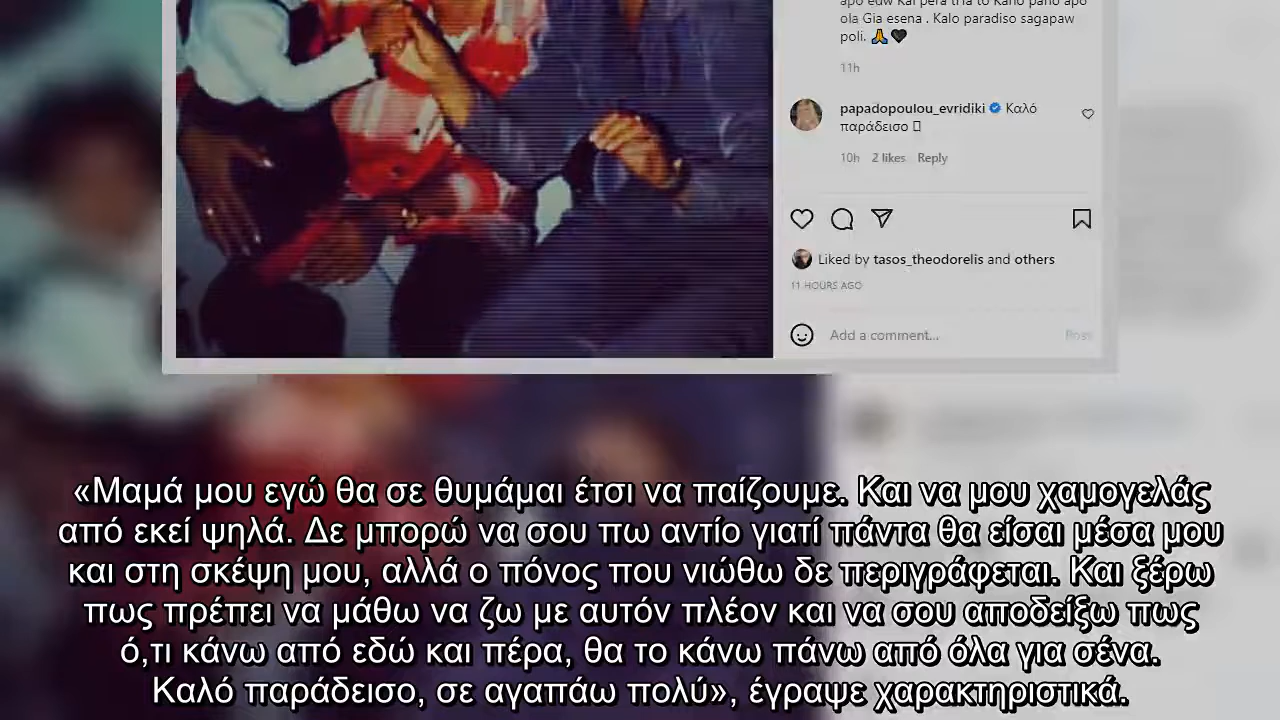 apo edw kai pera tha to kano pano apo
ola Gia esena . Kalo paradiso sagapaw
poli. 🙏🖤
11h
papadopoulou_evridiki Καλό
παράδεισο
10h 2 likes Reply
Liked by tasos_theodorelis and others
11 HOURS AGO
Add a comment... Post
«Μαμά μου εγώ θα σε θυμάμαι έτσι να παίζουμε. Και να μου χαμογελάς
από εκεί ψηλά. Δε μπορώ να σου πω αντίο γιατί πάντα θα είσαι μέσα μου
και στη σκέψη μου, αλλά ο πόνος που νιώθω δε περιγράφεται. Και ξέρω
πως πρέπει να μάθω να ζω με αυτόν πλέον και να σου αποδείξω πως
ό,τι κάνω από εδώ και πέρα, θα το κάνω πάνω από όλα για σένα.
Καλό παράδεισο, σε αγαπάω πολύ», έγραψε χαρακτηριστικά.